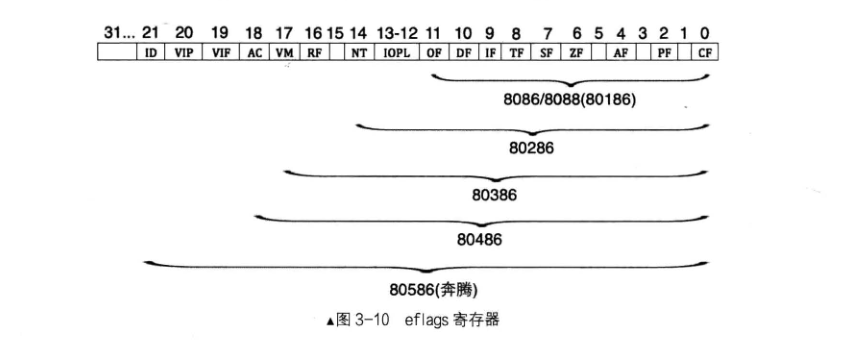 31... 21 20 19 18 17 16 15 14 13-12 11 10 9 8 7 6 5 4 3 2 1 0
ID VIP VIF AC VM RF NT IOPL OF DF IF TF SF ZF AF PF CF
8086/8088(80186)
80286
80386
80486
80586(奔腾)
▲图 3-10 eflags 寄存器